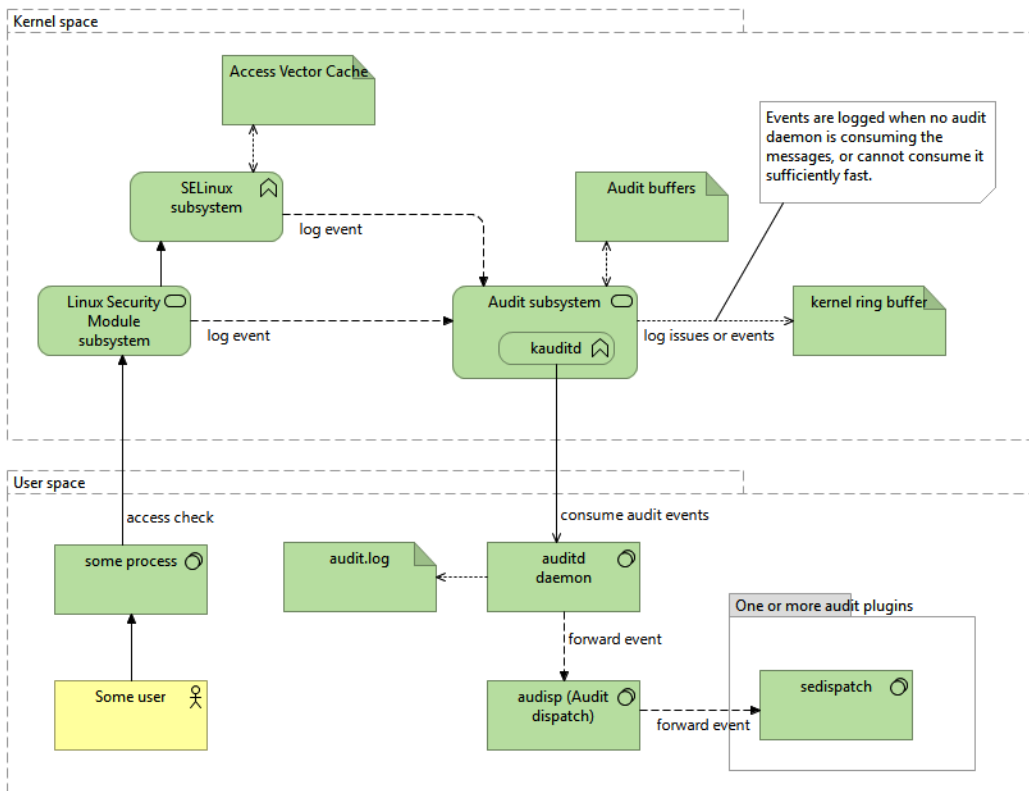 Kernel space
Access Vector Cache
Events are logged when no audit
daemon is consuming the
messages, or cannot consume it
sufficiently fast.
SELinux
subsystem
Audit buffers
log event
Linux Security
Module
subsystem
Audit subsystem
kernel ring buffer
log event
kauditd
log issues or events
User space
access check
consume audit events
some process
audit.log
auditd
daemon
One or more audit plugins
forward event
Some user
audisp (Audit
dispatch)
sedispatch
forward event